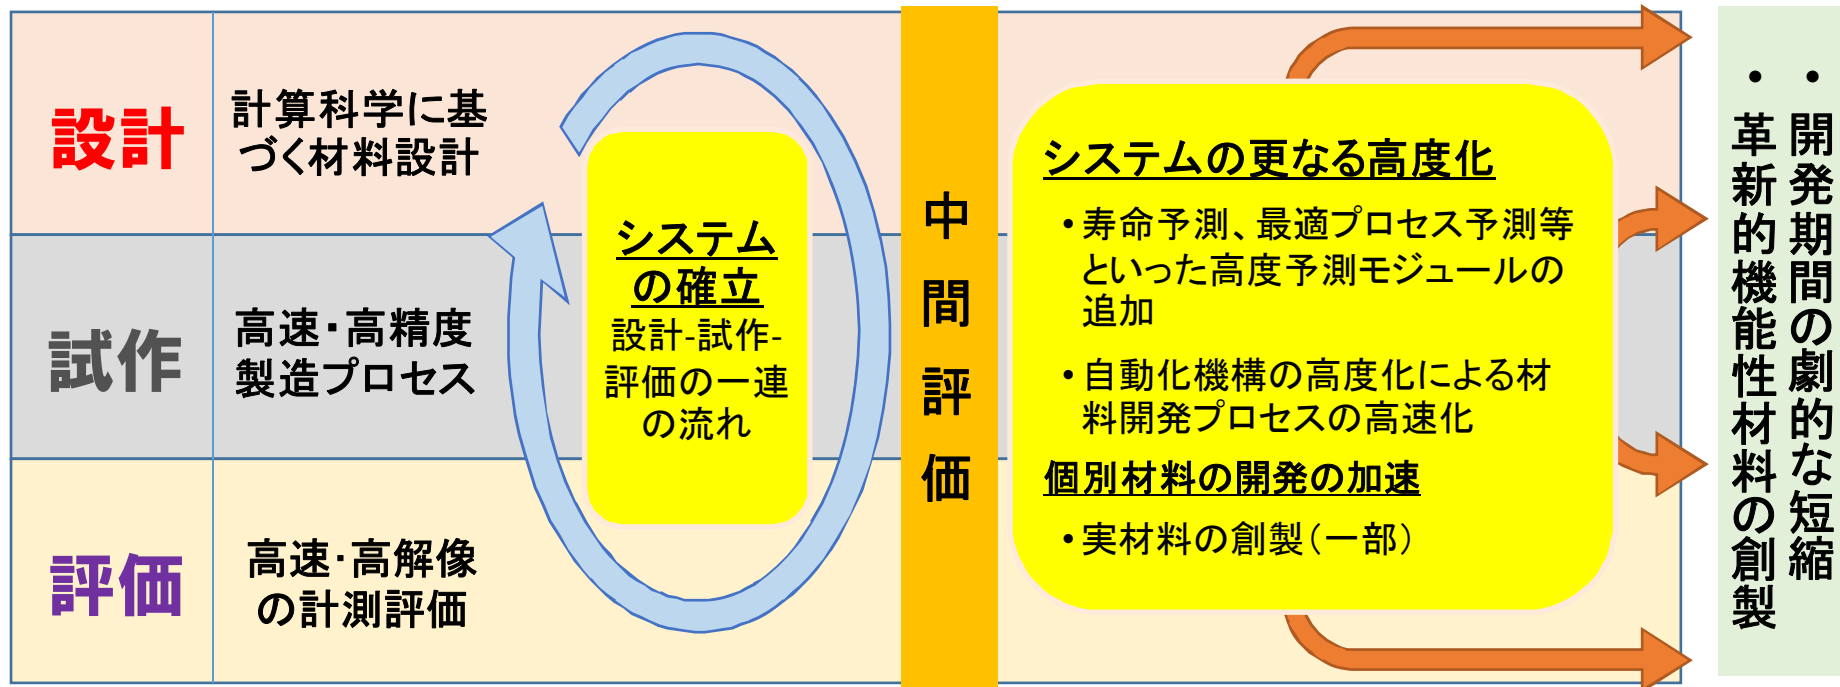 設計
計算科学に基
づく材料設計
試作
高速・高精度
製造プロセス
評価
高速・高解像
の計測評価
システム
の確立
設計-試作-
評価の一連
の流れ
中間評価
システムの更なる高度化
・寿命予測、最適プロセス予測等
といった高度予測モジュールの
追加
・自動化機構の高度化による材
料開発プロセスの高速化
個別材料の開発の加速
・実材料の創製（一部）
・開発期間の劇的な短縮
・革新的機能性材料の創製